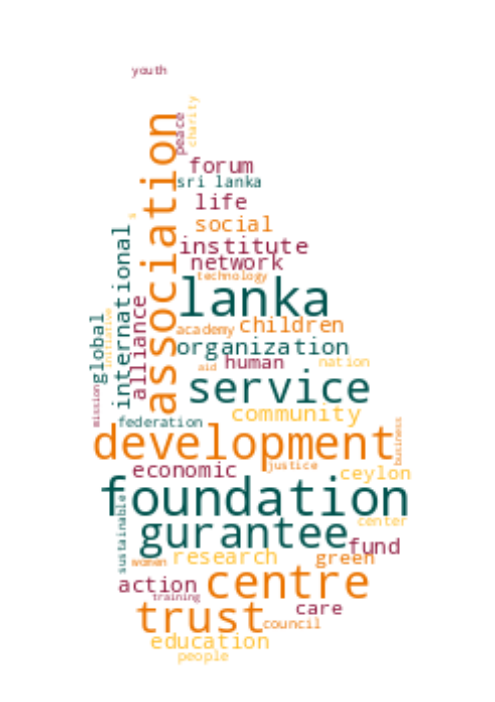 youth
charity
peace
association
forum
sri lanka
life
s
social
institute
international
network
technology
lanka
alliance
global
initiative
academy
children
organization
aid
human
nation
service
mission
community
federation
development
business
economic
justice
ceylon
foundation
sustainable
gurantee
center
fund
women
research
green
action
centre
training
trust
care
council
education
people